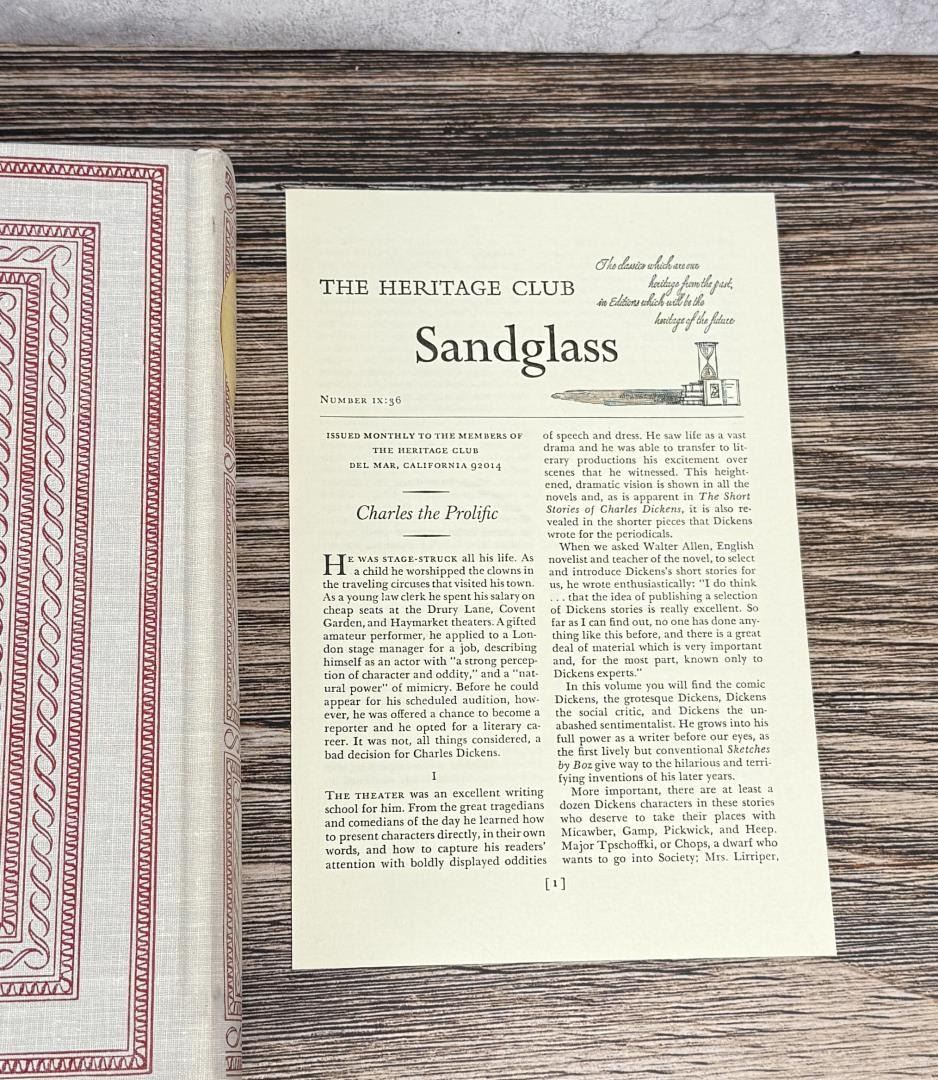 The classics which are our
heritage from the past,
in Editions which will be the
heritage of the future
THE HERITAGE CLUB
Sandglass
NUMBER IX:36
ISSUED MONTHLY TO THE MEMBERS OF
THE HERITAGE CLUB
DEL MAR, CALIFORNIA 92014
Charles the Prolific
HE WAS STAGE-STRUCK all his life. As
a child he worshipped the clowns in
the traveling circuses that visited his town.
As a young law clerk he spent his salary on
cheap seats at the Drury Lane, Covent
Garden, and Haymarket theaters. A gifted
amateur performer, he applied to a Lon-
don stage manager for a job, describing
himself as an actor with "a strong percep-
tion of character and oddity," and a "nat-
ural power" of mimicry. Before he could
appear for his scheduled audition, how-
ever, he was offered a chance to become a
reporter and he opted for a literary ca-
reer. It was not, all things considered, a
bad decision for Charles Dickens.
I
THE THEATER was an excellent writing
school for him. From the great tragedians
and comedians of the day he learned how
to present characters directly, in their own
words, and how to capture his readers'
attention with boldly displayed oddities
of speech and dress. He saw life as a vast
drama and he was able to transfer to lit-
erary productions his excitement over
scenes that he witnessed. This height-
ened, dramatic vision is shown in all the
novels and, as is apparent in The Short
Stories of Charles Dickens, it is also re-
vealed in the shorter pieces that Dickens
wrote for the periodicals.
When we asked Walter Allen, English
novelist and teacher of the novel, to select
and introduce Dickens's short stories for
us, he wrote enthusiastically: "I do think
. . . that the idea of publishing a selection
of Dickens stories is really excellent. So
far as I can find out, no one has done any-
thing like this before, and there is a great
deal of material which is very important
and, for the most part, known only to
Dickens experts."
In this volume you will find the comic
Dickens, the grotesque Dickens, Dickens
the social critic, and Dickens the un-
abashed sentimentalist. He grows into his
full power as a writer before our eyes, as
the first lively but conventional Sketches
by Boz give way to the hilarious and terri-
fying inventions of his later years.
More important, there are at least a
dozen Dickens characters in these stories
who deserve to take their places with
Micawber, Gamp, Pickwick, and Heep.
Major Tpschoffki, or Chops, a dwarf who
wants to go into Society; Mrs. Lirriper,
[1]